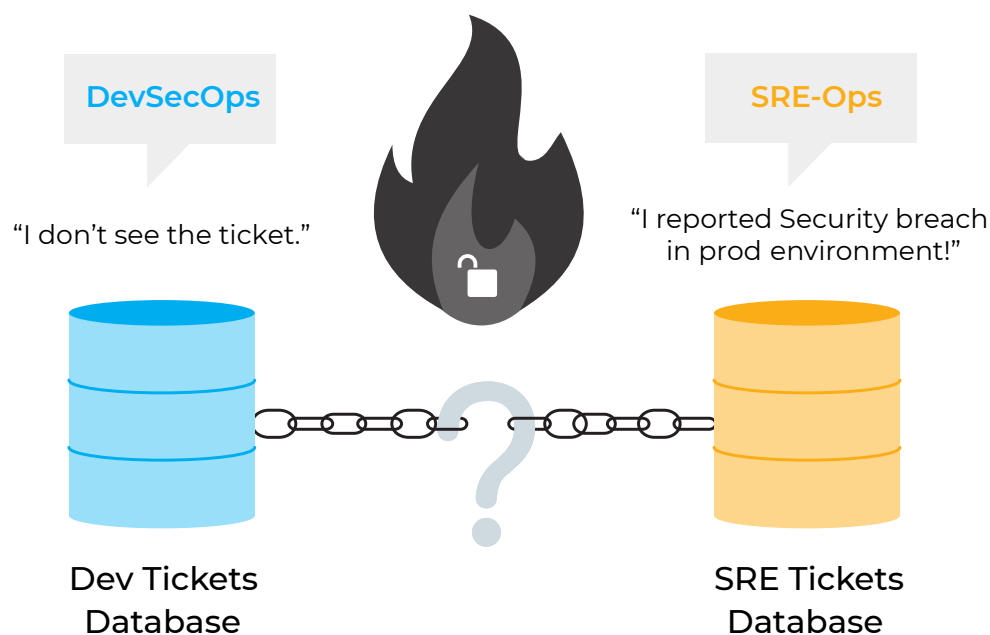 DevSecOps
SRE-Ops
“I don’t see the ticket.”
“I reported Security breach
in prod environment!”
?
Dev Tickets
Database
SRE Tickets
Database